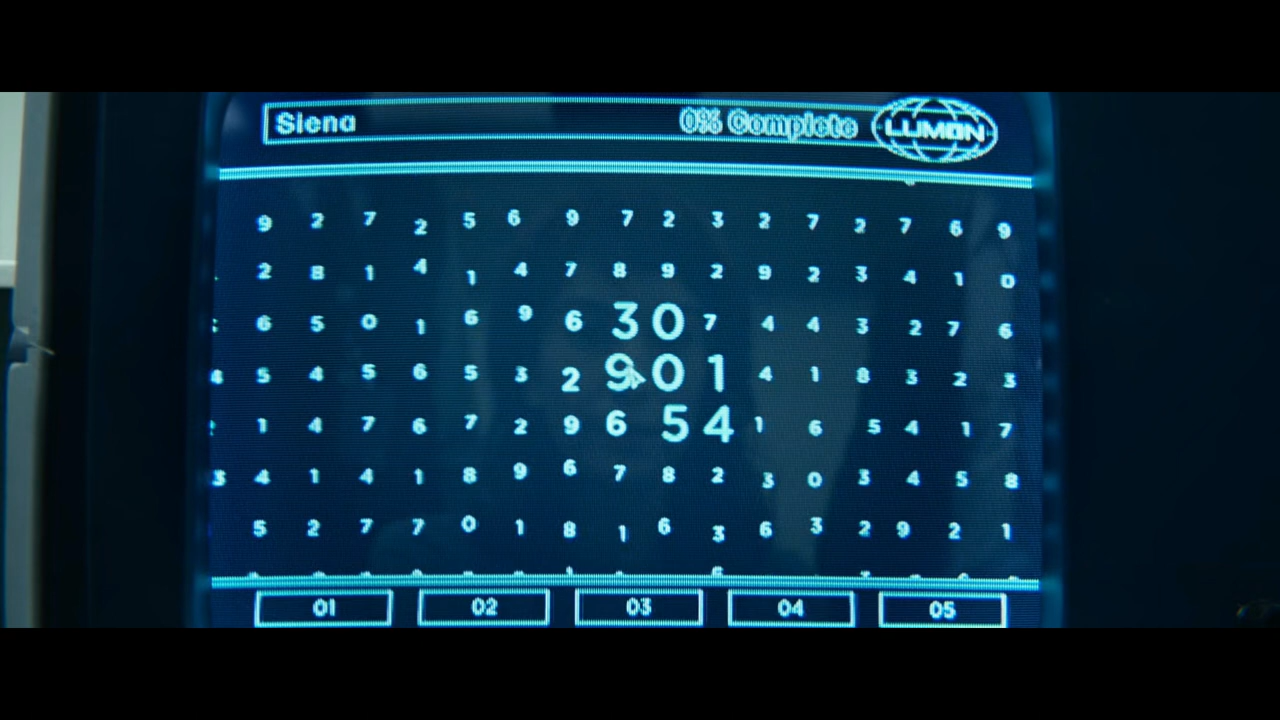 Siena 0% Complete LUMON
9 2 7 2 5 6 9 7 2 3 2 7 2 7 6 9
2 8 1 4 1 4 7 8 9 2 9 2 3 4 1 0
6 5 0 1 6 9 6 3 0 7 4 4 3 2 7 6
4 5 4 5 6 5 3 2 9 0 1 4 1 8 3 2 3
1 4 7 6 7 2 9 6 5 4 1 6 5 4 1 7
3 4 1 4 1 8 9 6 7 8 2 3 0 3 4 5 8
5 2 7 7 0 1 8 1 6 3 6 3 2 9 2 1
01 02 03 04 05